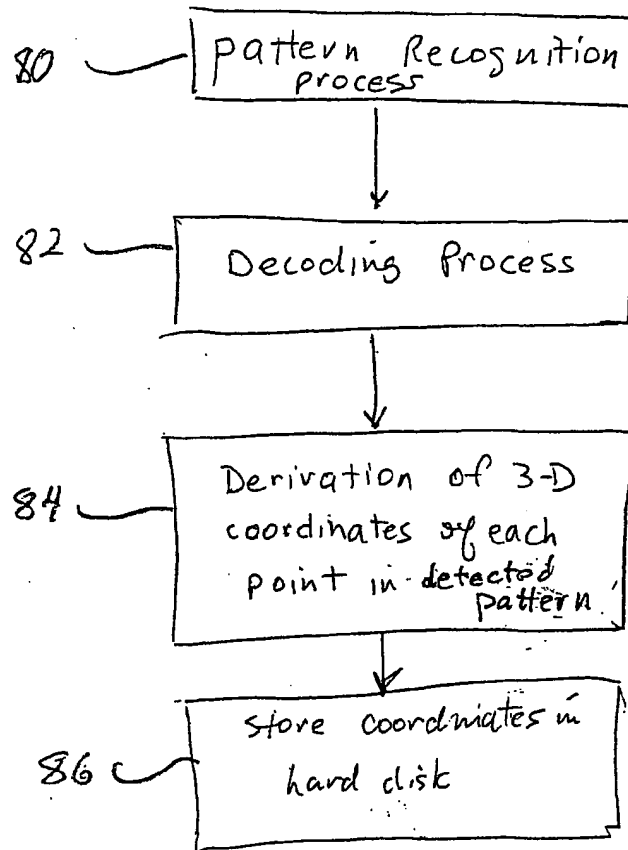 80
Pattern Recognition
Process
82
Decoding Process
84
Derivation of 3-D
coordinates of each
point in detected
pattern
86
store coordinates in
hard disk